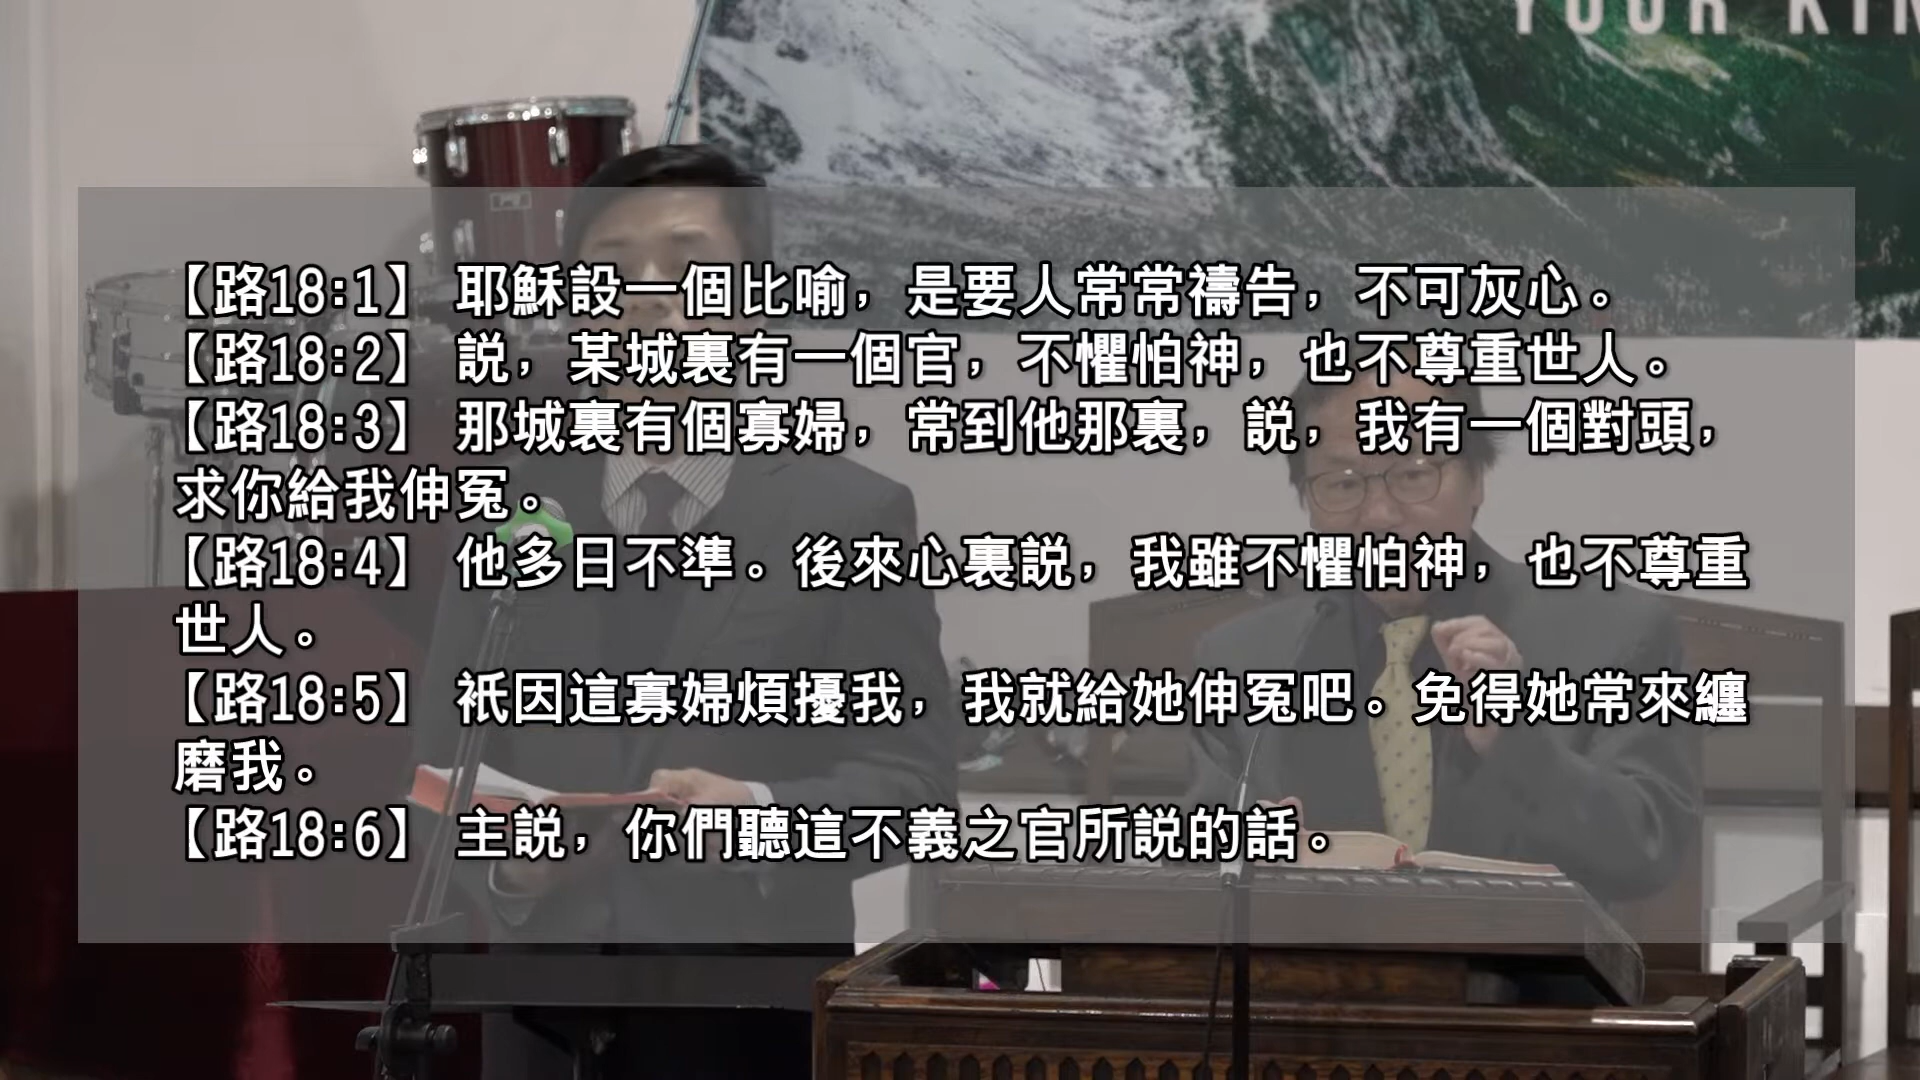 YOUR KIN
【路18:1】 耶穌設一個比喻，是要人常常禱告，不可灰心。
【路18:2】 説，某城裏有一個官，不懼怕神，也不尊重世人。
【路18:3】 那城裏有個寡婦，常到他那裏，説，我有一個對頭，
求你給我伸冤。
【路18:4】 他多日不準。後來心裏説，我雖不懼怕神，也不尊重
世人。
【路18:5】 衹因這寡婦煩擾我，我就給她伸冤吧。免得她常來纏
磨我。
【路18:6】 主説，你們聽這不義之官所説的話。